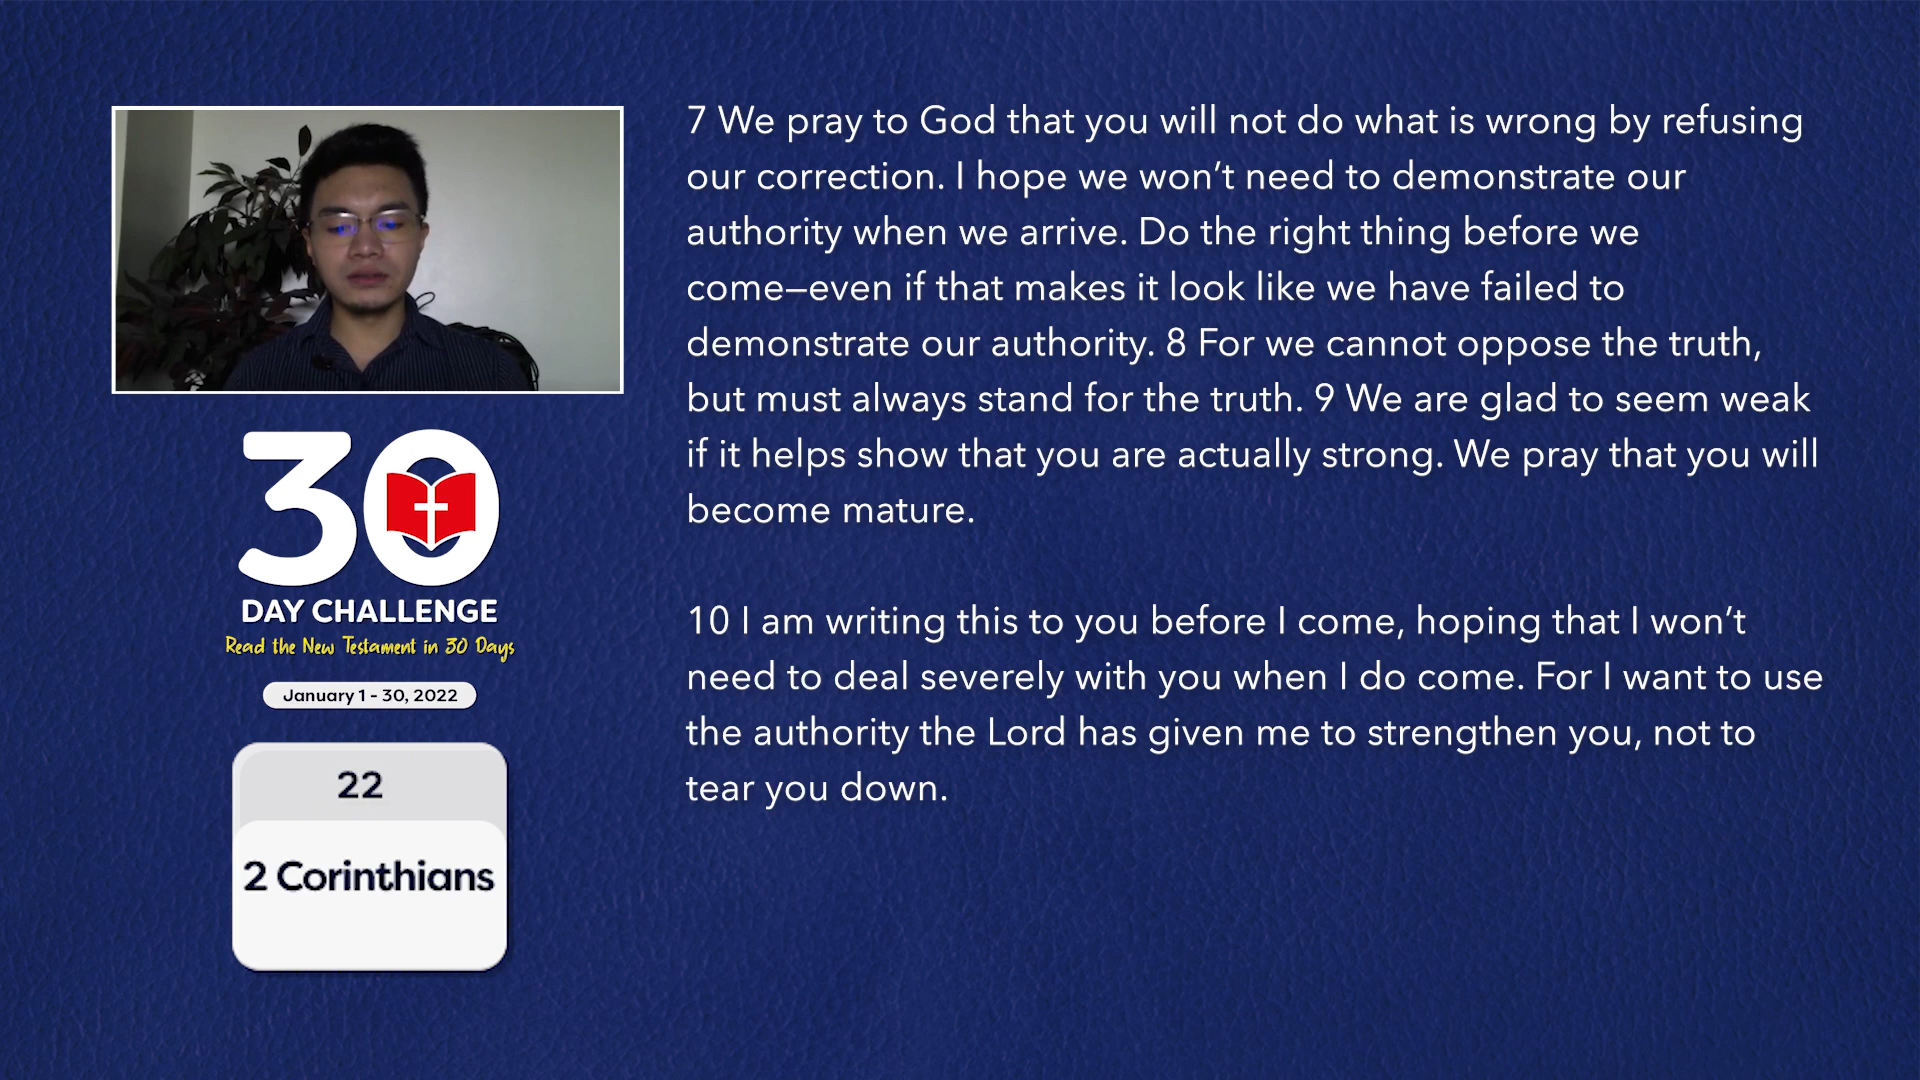 7 We pray to God that you will not do what is wrong by refusing
our correction. I hope we won’t need to demonstrate our
authority when we arrive. Do the right thing before we
come—even if that makes it look like we have failed to
demonstrate our authority. 8 For we cannot oppose the truth,
but must always stand for the truth. 9 We are glad to seem weak
if it helps show that you are actually strong. We pray that you will
become mature.
10 I am writing this to you before I come, hoping that I won’t
need to deal severely with you when I do come. For I want to use
the authority the Lord has given me to strengthen you, not to
tear you down.
30
DAY CHALLENGE
Read the New Testament in 30 Days
January 1 - 30, 2022
22
2 Corinthians